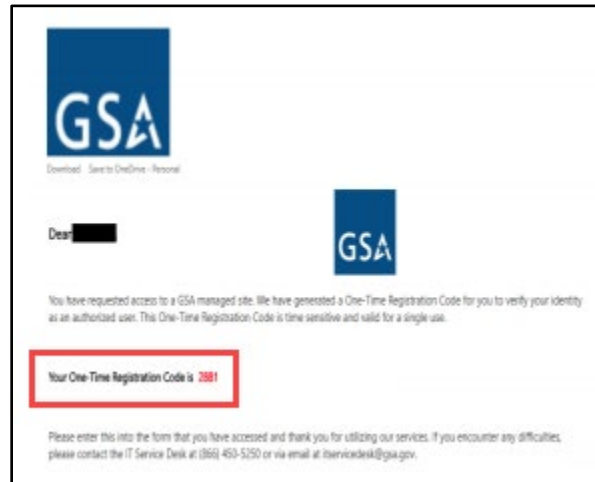 GSA
Download Save to OneDrive - Personal
Dear
GSA
You have requested access to a GSA managed site. We have generated a One-Time Registration Code for you to verify your identity
as an authorized user. This One-Time Registration Code is time sensitive and valid for a single use.
Your One-Time Registration Code is
Please enter this into the form that you have accessed and thank you for utilizing our services. If you encounter any difficulties,
please contact the IT Service Desk at (866) 450-5250 or via email at itservicedesk@gsa.gov.